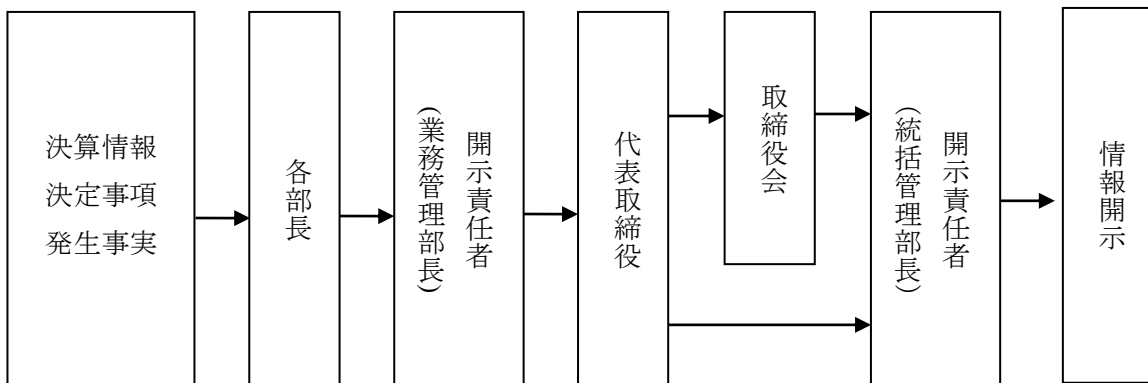 決算情報
決定事項
発生事実
各部長
開示責任者
(業務管理部長)
代表取締役
取締役会
開示責任者
(統括管理部長)
情報開示